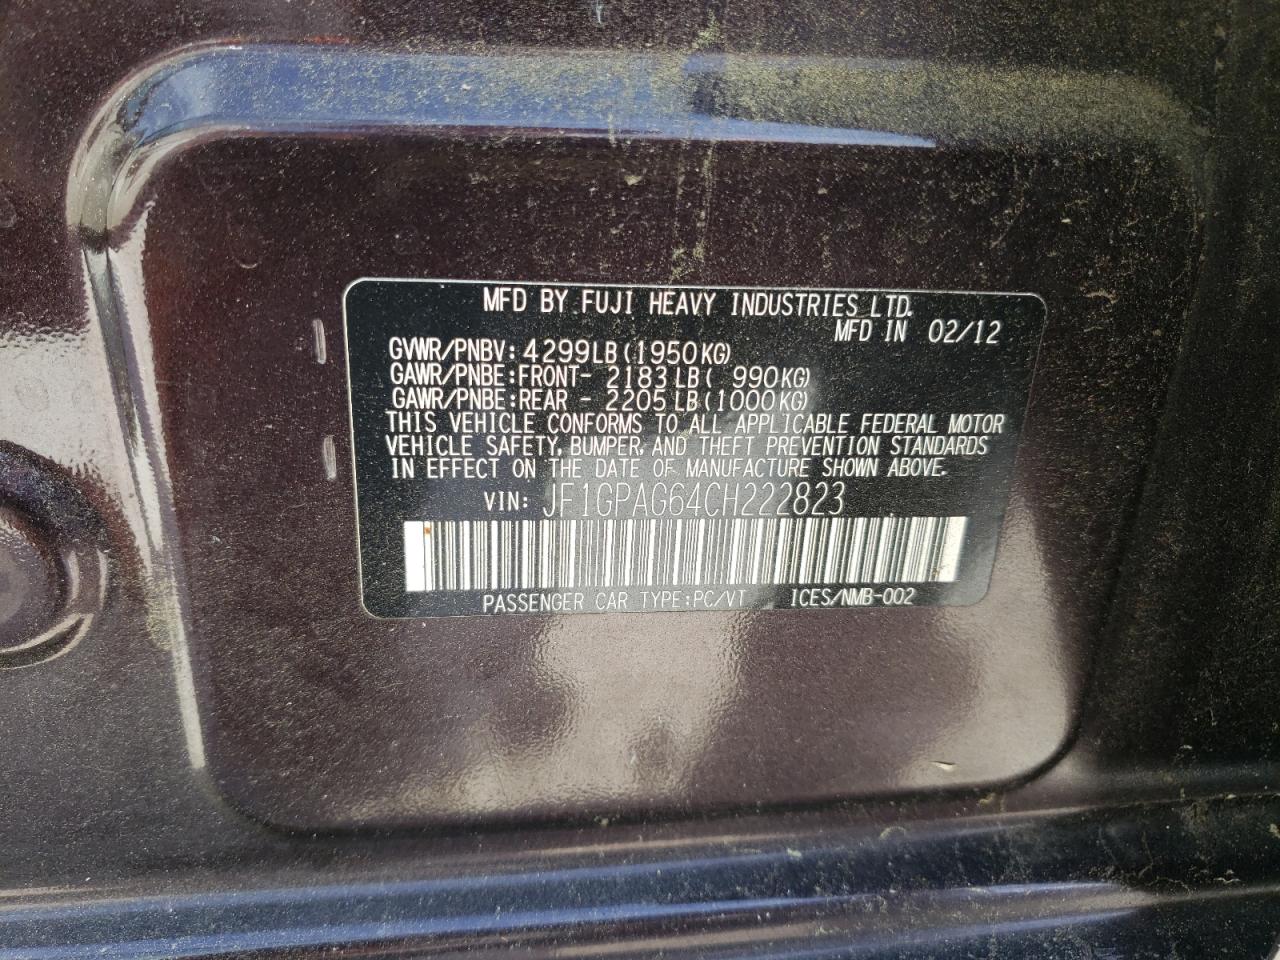 MFD BY FUJI HEAVY INDUSTRIES LTD.
MFD IN 02/12
GVWR/PNBV: 4299LB (1950KG)
GAWR/PNBE: FRONT- 2183LB ( 990KG)
GAWR/PNBE: REAR - 2205LB (1000KG)
THIS VEHICLE CONFORMS TO ALL APPLICABLE FEDERAL MOTOR
VEHICLE SAFETY, BUMPER, AND THEFT PREVENTION STANDARDS
IN EFFECT ON THE DATE OF MANUFACTURE SHOWN ABOVE.
VIN: JF1GPAG64CH222823
PASSENGER CAR TYPE:PC/VT ICES/NMB-002